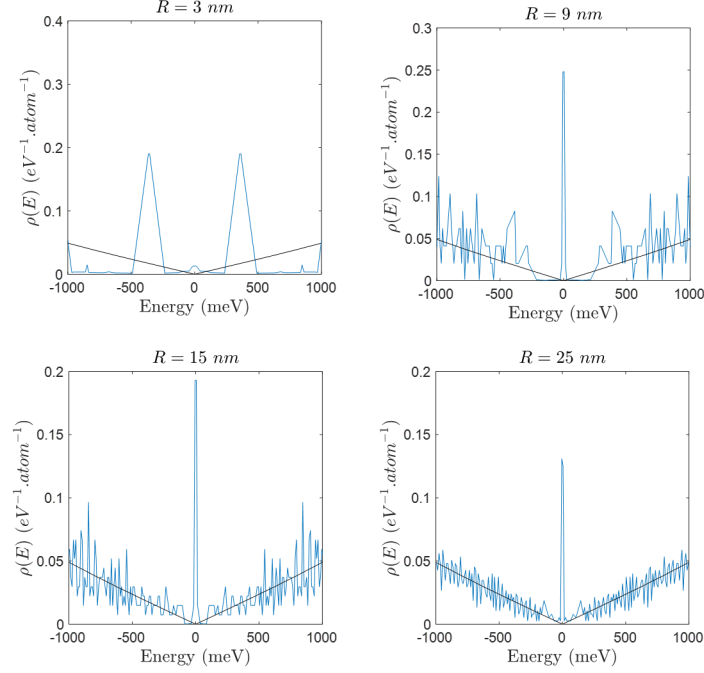 R = 3 nm
0.4
0.3
0.2
0.1
0
-1000 -500 0 500 1000
Energy (meV)
ρ(E) (eV⁻¹.atom⁻¹)
R = 9 nm
0.3
0.25
0.2
0.15
0.1
0.05
0
-1000 -500 0 500 1000
Energy (meV)
ρ(E) (eV⁻¹.atom⁻¹)
R = 15 nm
0.2
0.15
0.1
0.05
0
-1000 -500 0 500 1000
Energy (meV)
ρ(E) (eV⁻¹.atom⁻¹)
R = 25 nm
0.2
0.15
0.1
0.05
0
-1000 -500 0 500 1000
Energy (meV)
ρ(E) (eV⁻¹.atom⁻¹)